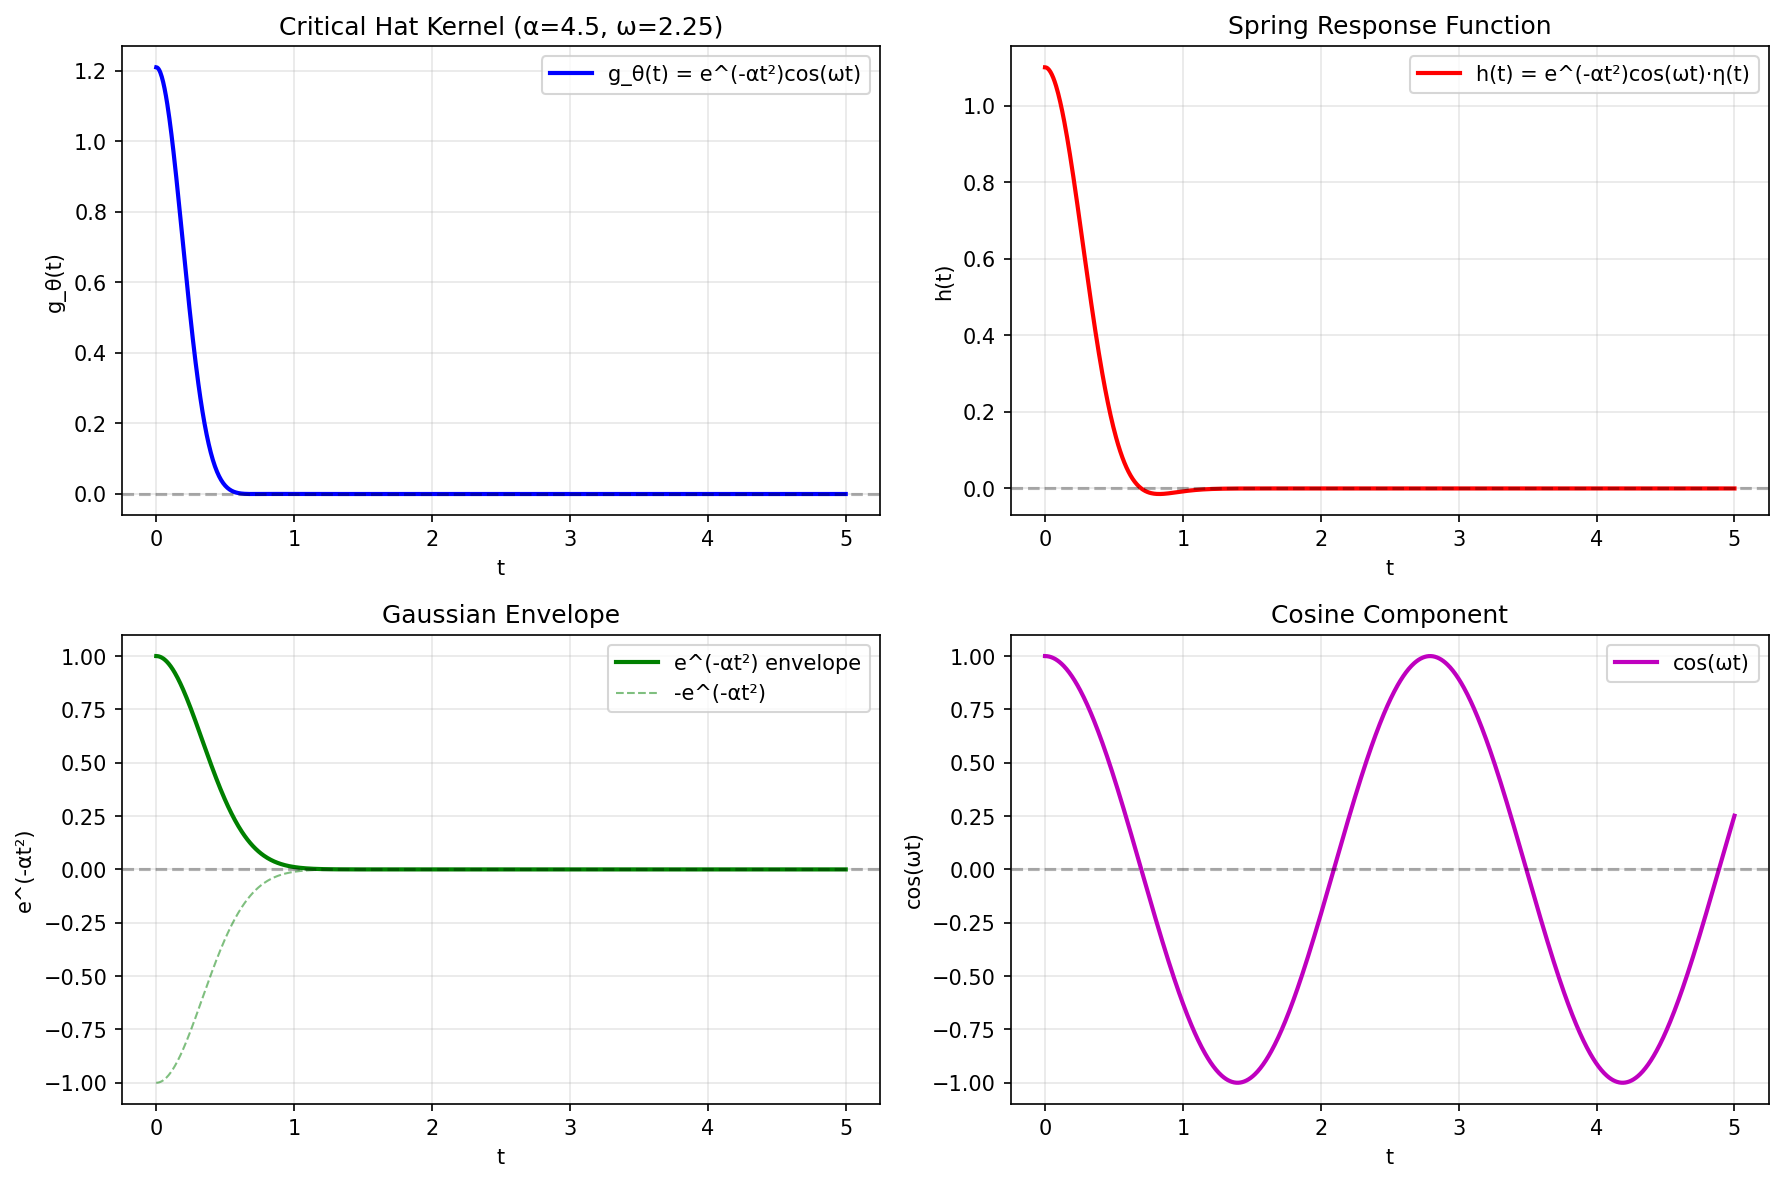 Critical Hat Kernel (α=4.5, ω=2.25)
g_θ(t) = e^(-αt²)cos(ωt)
g_θ(t)
1.2
1.0
0.8
0.6
0.4
0.2
0.0
0 1 2 3 4 5
t
Spring Response Function
h(t) = e^(-αt²)cos(ωt)·η(t)
h(t)
1.0
0.8
0.6
0.4
0.2
0.0
0 1 2 3 4 5
t
Gaussian Envelope
e^(-αt²) envelope
-e^(-αt²)
e^(-αt²)
1.00
0.75
0.50
0.25
0.00
−0.25
−0.50
−0.75
−1.00
0 1 2 3 4 5
t
Cosine Component
cos(ωt)
cos(ωt)
1.00
0.75
0.50
0.25
0.00
−0.25
−0.50
−0.75
−1.00
0 1 2 3 4 5
t